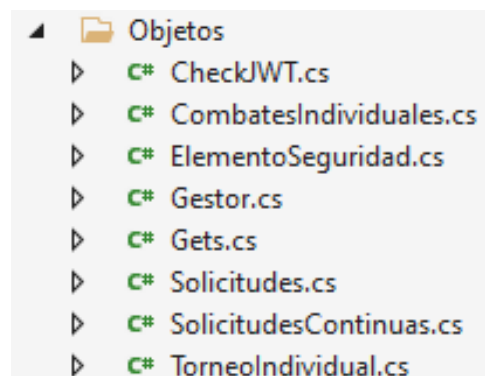 Objetos
C# CheckJWT.cs
C# CombatesIndividuales.cs
C# ElementoSeguridad.cs
C# Gestor.cs
C# Gets.cs
C# Solicitudes.cs
C# SolicitudesContinuas.cs
C# TorneoIndividual.cs